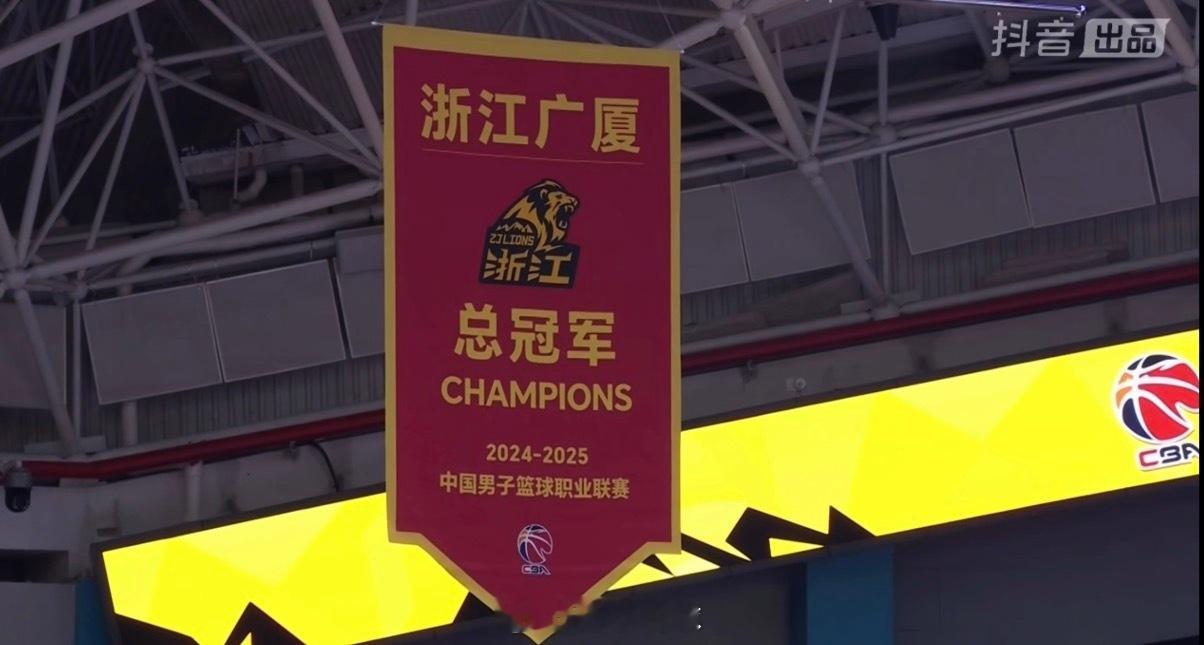 抖音 出品
浙江广厦
ZJ LIONS
浙江
总冠军
CHAMPIONS
2024-2025
中国男子篮球职业联赛
CBA
CBA